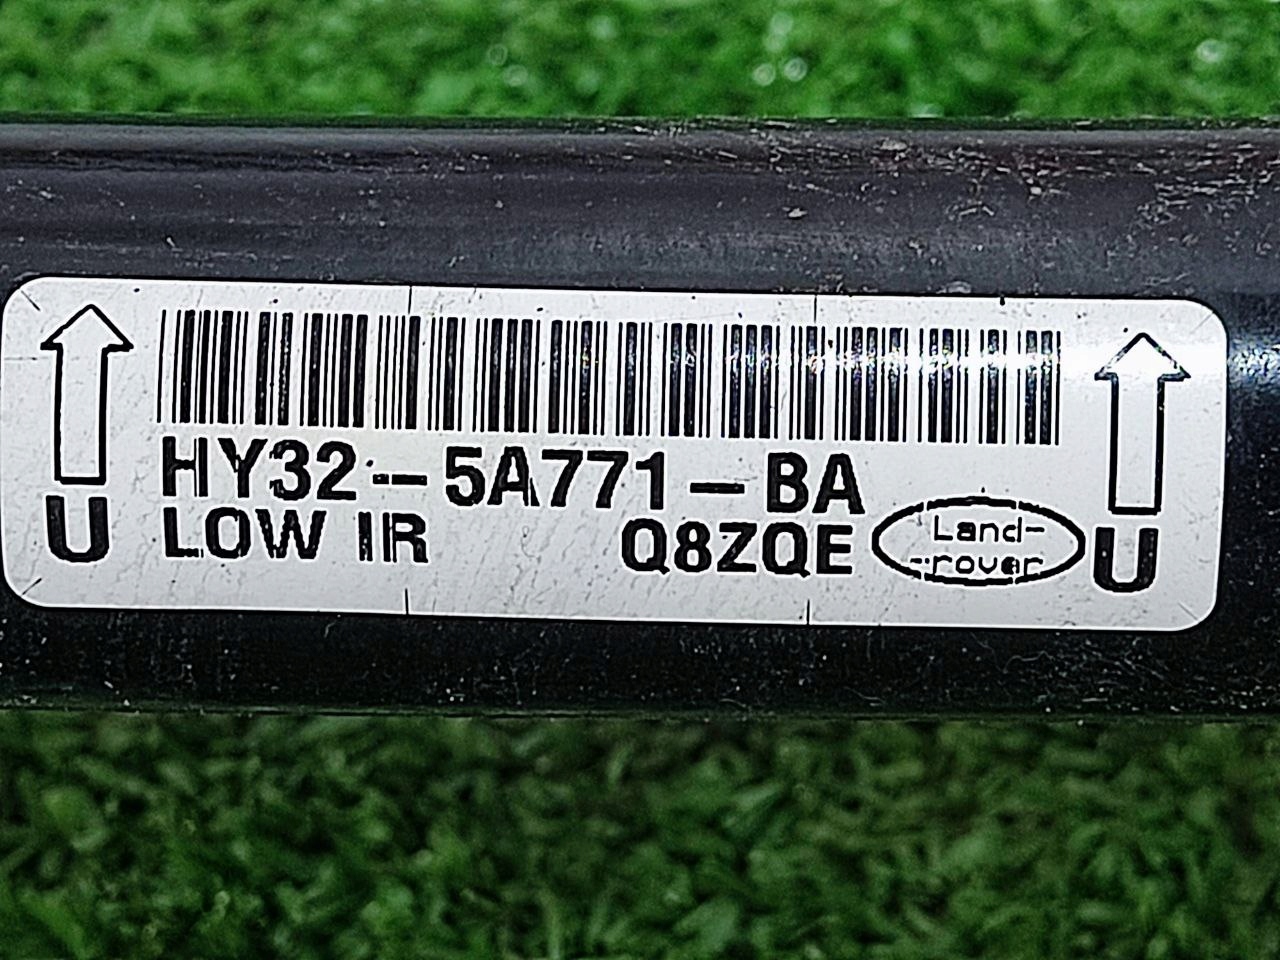 HY32-5A771-BA
LOW IR Q8ZQE
Land-
-rover
U U